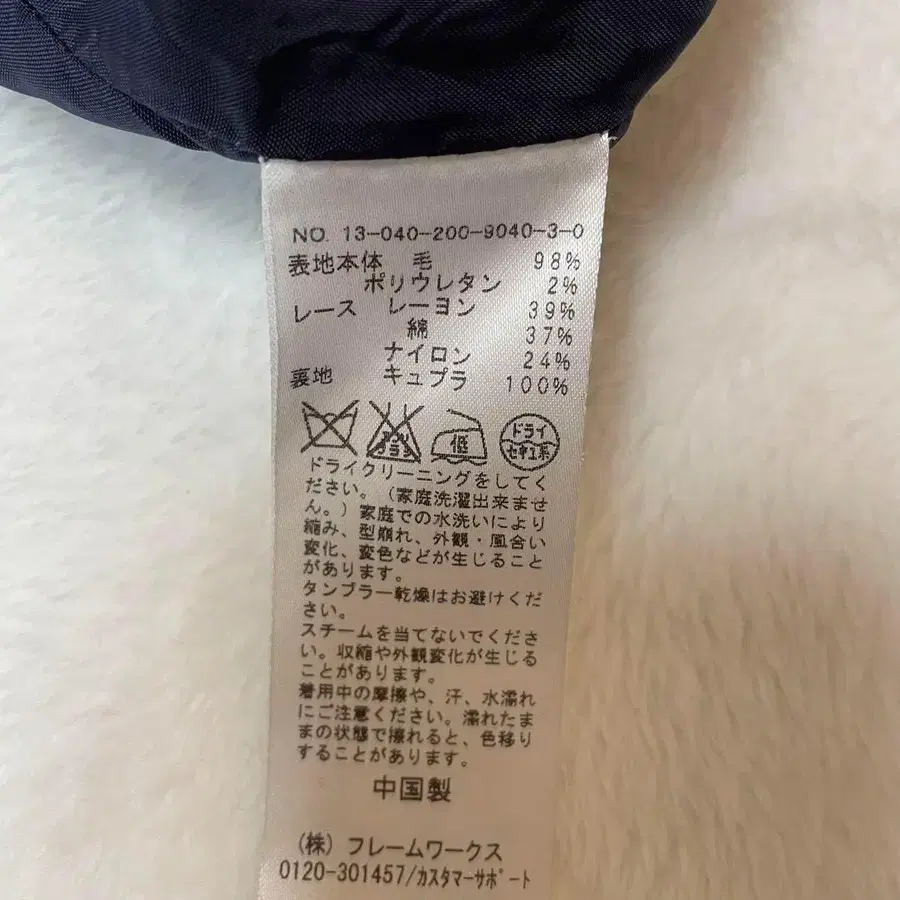 NO. 13-040-200-9040-3-0
表地本体 毛 98%
ポリウレタン 2%
レース レーヨン 39%
綿 37%
ナイロン 24%
裏地 キュプラ 100%
エンソ サラシ 低 ドライ セキユ系
ドライクリーニングをしてく
ださい。(家庭洗濯出来ませ
ん。)家庭での水洗いにより
縮み、型崩れ、外観・風合い
変化、変色などが生じること
があります。
タンブラー乾燥はお避けくだ
さい。
スチームを当てないでくださ
い。収縮や外観変化が生じる
ことがあります。
着用中の摩擦や、汗、水濡れ
にご注意ください。濡れたま
まの状態で擦れると、色移り
することがあります。
中国製
(株)フレームワークス
0120-301457/カスタマーサポート